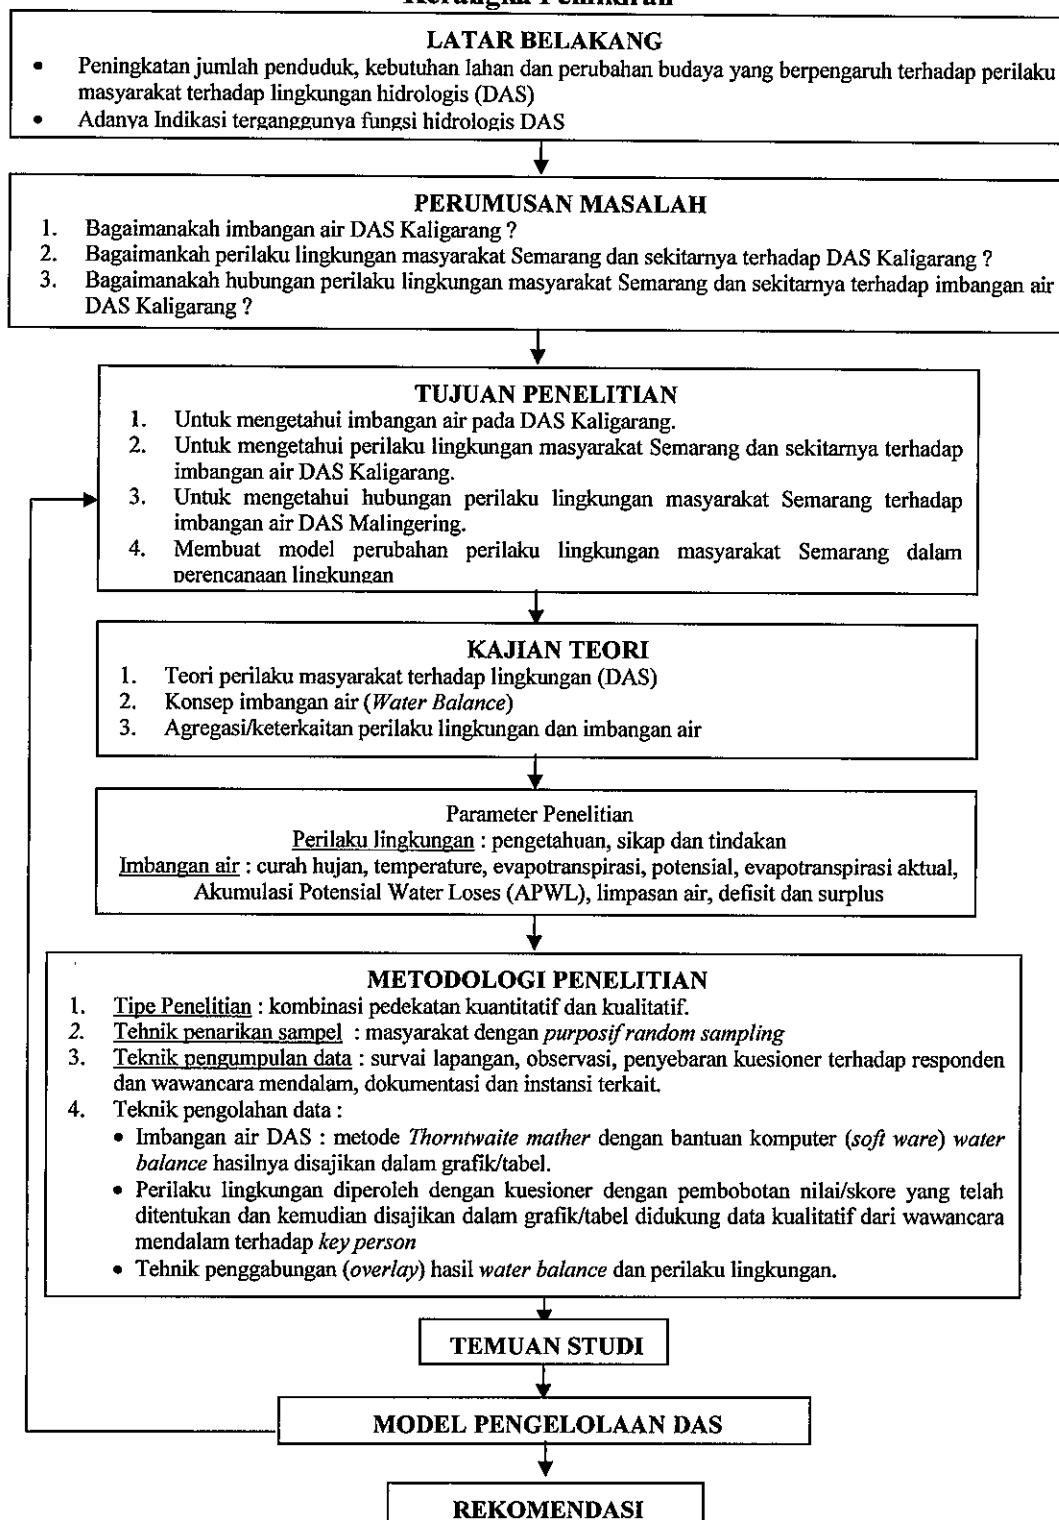 Kerangka Pemikiran
LATAR BELAKANG
• Peningkatan jumlah penduduk, kebutuhan lahan dan perubahan budaya yang berpengaruh terhadap perilaku
masyarakat terhadap lingkungan hidrologis (DAS)
• Adanya Indikasi terganggunya fungsi hidrologis DAS
PERUMUSAN MASALAH
1. Bagaimanakah imbangan air DAS Kaligarang ?
2. Bagaimankah perilaku lingkungan masyarakat Semarang dan sekitarnya terhadap DAS Kaligarang ?
3. Bagaimanakah hubungan perilaku lingkungan masyarakat Semarang dan sekitarnya terhadap imbangan air
DAS Kaligarang ?
TUJUAN PENELITIAN
1. Untuk mengetahui imbangan air pada DAS Kaligarang.
2. Untuk mengetahui perilaku lingkungan masyarakat Semarang dan sekitarnya terhadap
imbangan air DAS Kaligarang.
3. Untuk mengetahui hubungan perilaku lingkungan masyarakat Semarang terhadap
imbangan air DAS Malingering.
4. Membuat model perubahan perilaku lingkungan masyarakat Semarang dalam
perencanaan lingkungan
KAJIAN TEORI
1. Teori perilaku masyarakat terhadap lingkungan (DAS)
2. Konsep imbangan air (Water Balance)
3. Agregasi/keterkaitan perilaku lingkungan dan imbangan air
Parameter Penelitian
Perilaku lingkungan : pengetahuan, sikap dan tindakan
Imbangan air : curah hujan, temperature, evapotranspirasi, potensial, evapotranspirasi aktual,
Akumulasi Potensial Water Loses (APWL), limpasan air, defisit dan surplus
METODOLOGI PENELITIAN
1. Tipe Penelitian : kombinasi pedekatan kuantitatif dan kualitatif.
2. Tehnik penarikan sampel : masyarakat dengan purposif random sampling
3. Teknik pengumpulan data : survai lapangan, observasi, penyebaran kuesioner terhadap responden
dan wawancara mendalam, dokumentasi dan instansi terkait.
4. Teknik pengolahan data :
• Imbangan air DAS : metode Thorntwaite mather dengan bantuan komputer (soft ware) water
balance hasilnya disajikan dalam grafik/tabel.
• Perilaku lingkungan diperoleh dengan kuesioner dengan pembobotan nilai/skore yang telah
ditentukan dan kemudian disajikan dalam grafik/tabel didukung data kualitatif dari wawancara
mendalam terhadap key person
• Tehnik penggabungan (overlay) hasil water balance dan perilaku lingkungan.
TEMUAN STUDI
MODEL PENGELOLAAN DAS
REKOMENDASI